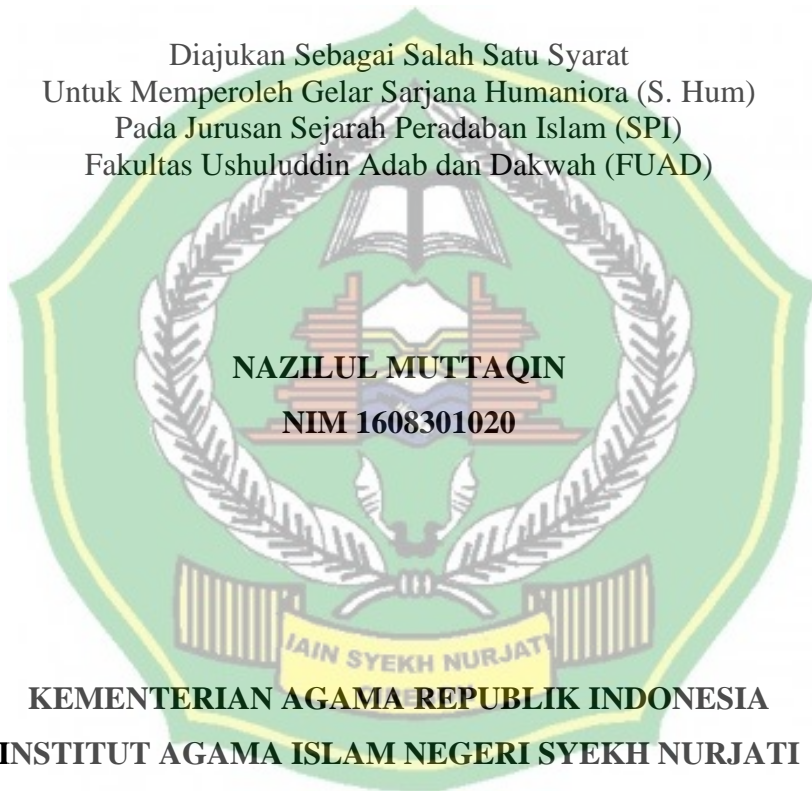 Diajukan Sebagai Salah Satu Syarat
Untuk Memperoleh Gelar Sarjana Humaniora (S. Hum)
Pada Jurusan Sejarah Peradaban Islam (SPI)
Fakultas Ushuluddin Adab dan Dakwah (FUAD)
NAZILUL MUTTAQIN
NIM 1608301020
IAIN SYEKH NURJATI
KEMENTERIAN AGAMA REPUBLIK INDONESIA
INSTITUT AGAMA ISLAM NEGERI SYEKH NURJATI